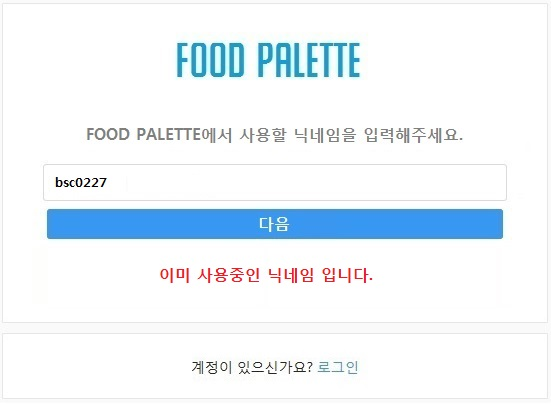 FOOD PALETTE
FOOD PALETTE에서 사용할 닉네임을 입력해주세요.
bsc0227
다음
이미 사용중인 닉네임 입니다.
계정이 있으신가요? 로그인